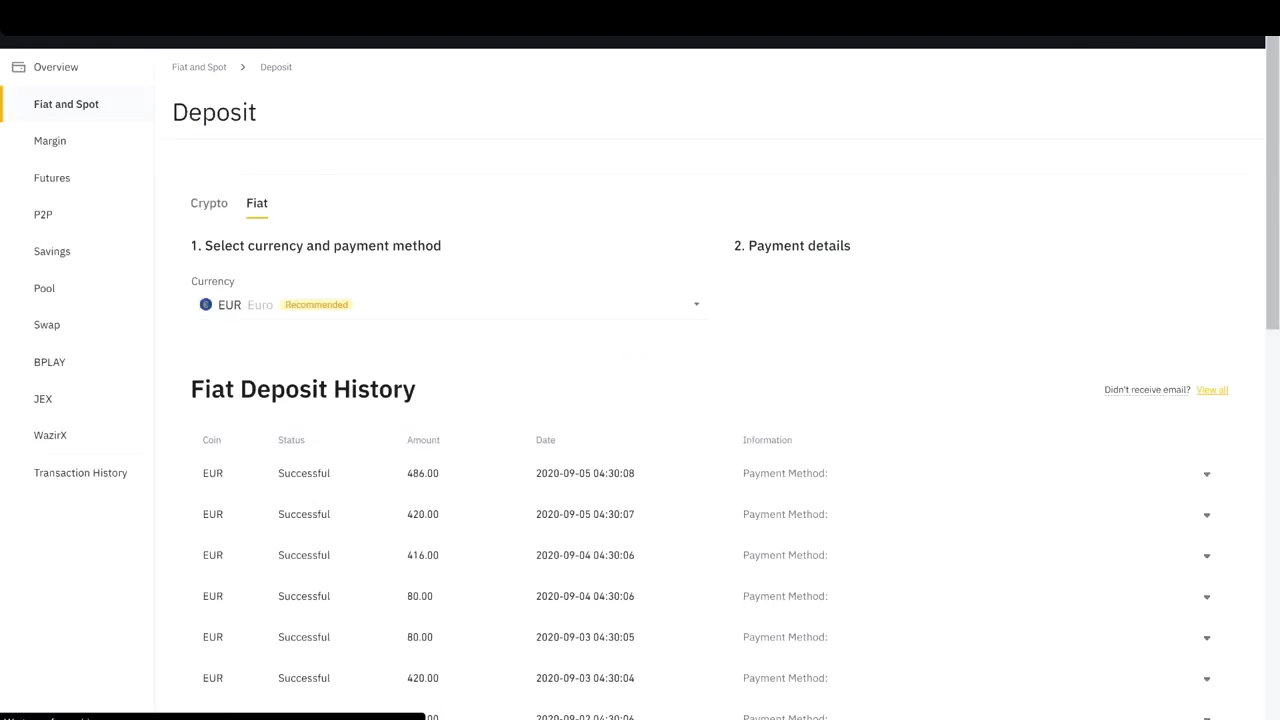 Overview
Fiat and Spot
Margin
Futures
P2P
Savings
Pool
Swap
BPLAY
JEX
WazirX
Transaction History
Fiat and Spot > Deposit
Deposit
Crypto Fiat
1. Select currency and payment method
2. Payment details
Currency
EUR Euro Recommended
Fiat Deposit History
Didn't receive email? View all
Coin Status Amount Date Information
EUR Successful 486.00 2020-09-05 04:30:08 Payment Method:
EUR Successful 420.00 2020-09-05 04:30:07 Payment Method:
EUR Successful 416.00 2020-09-04 04:30:06 Payment Method:
EUR Successful 80.00 2020-09-04 04:30:06 Payment Method:
EUR Successful 80.00 2020-09-03 04:30:05 Payment Method:
EUR Successful 420.00 2020-09-03 04:30:04 Payment Method: